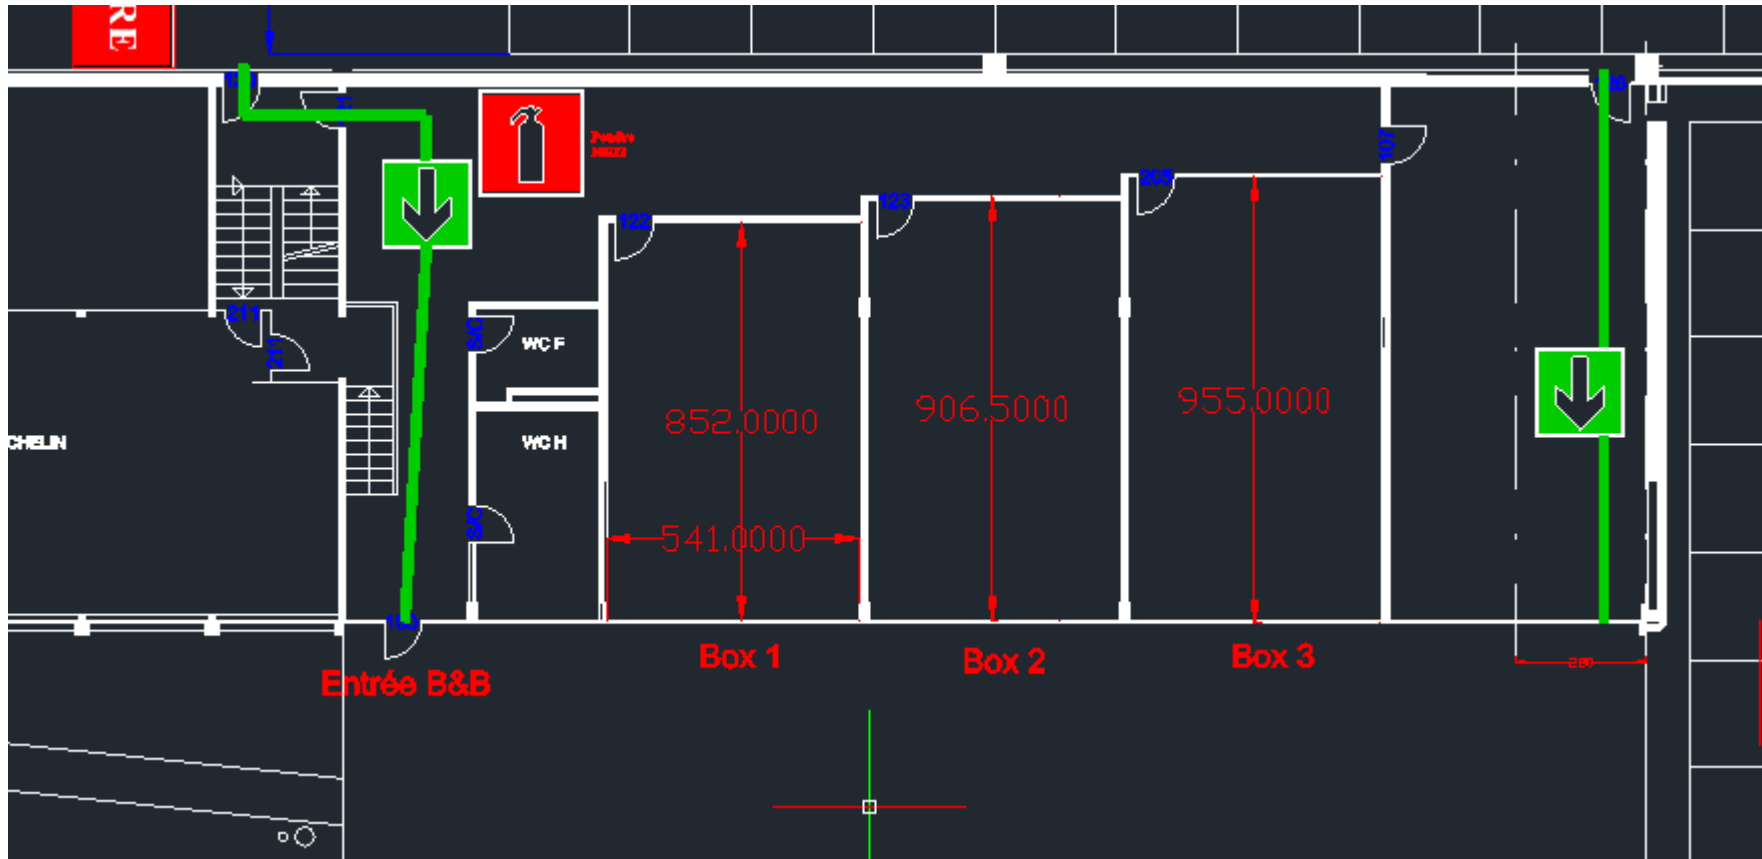 RE
211
211
S/C
S/C
WC F
WC H
CHELIN
122
123
205
107
852.0000
906.5000
955.0000
541.0000
Box 1
Box 2
Box 3
Entrée B&B